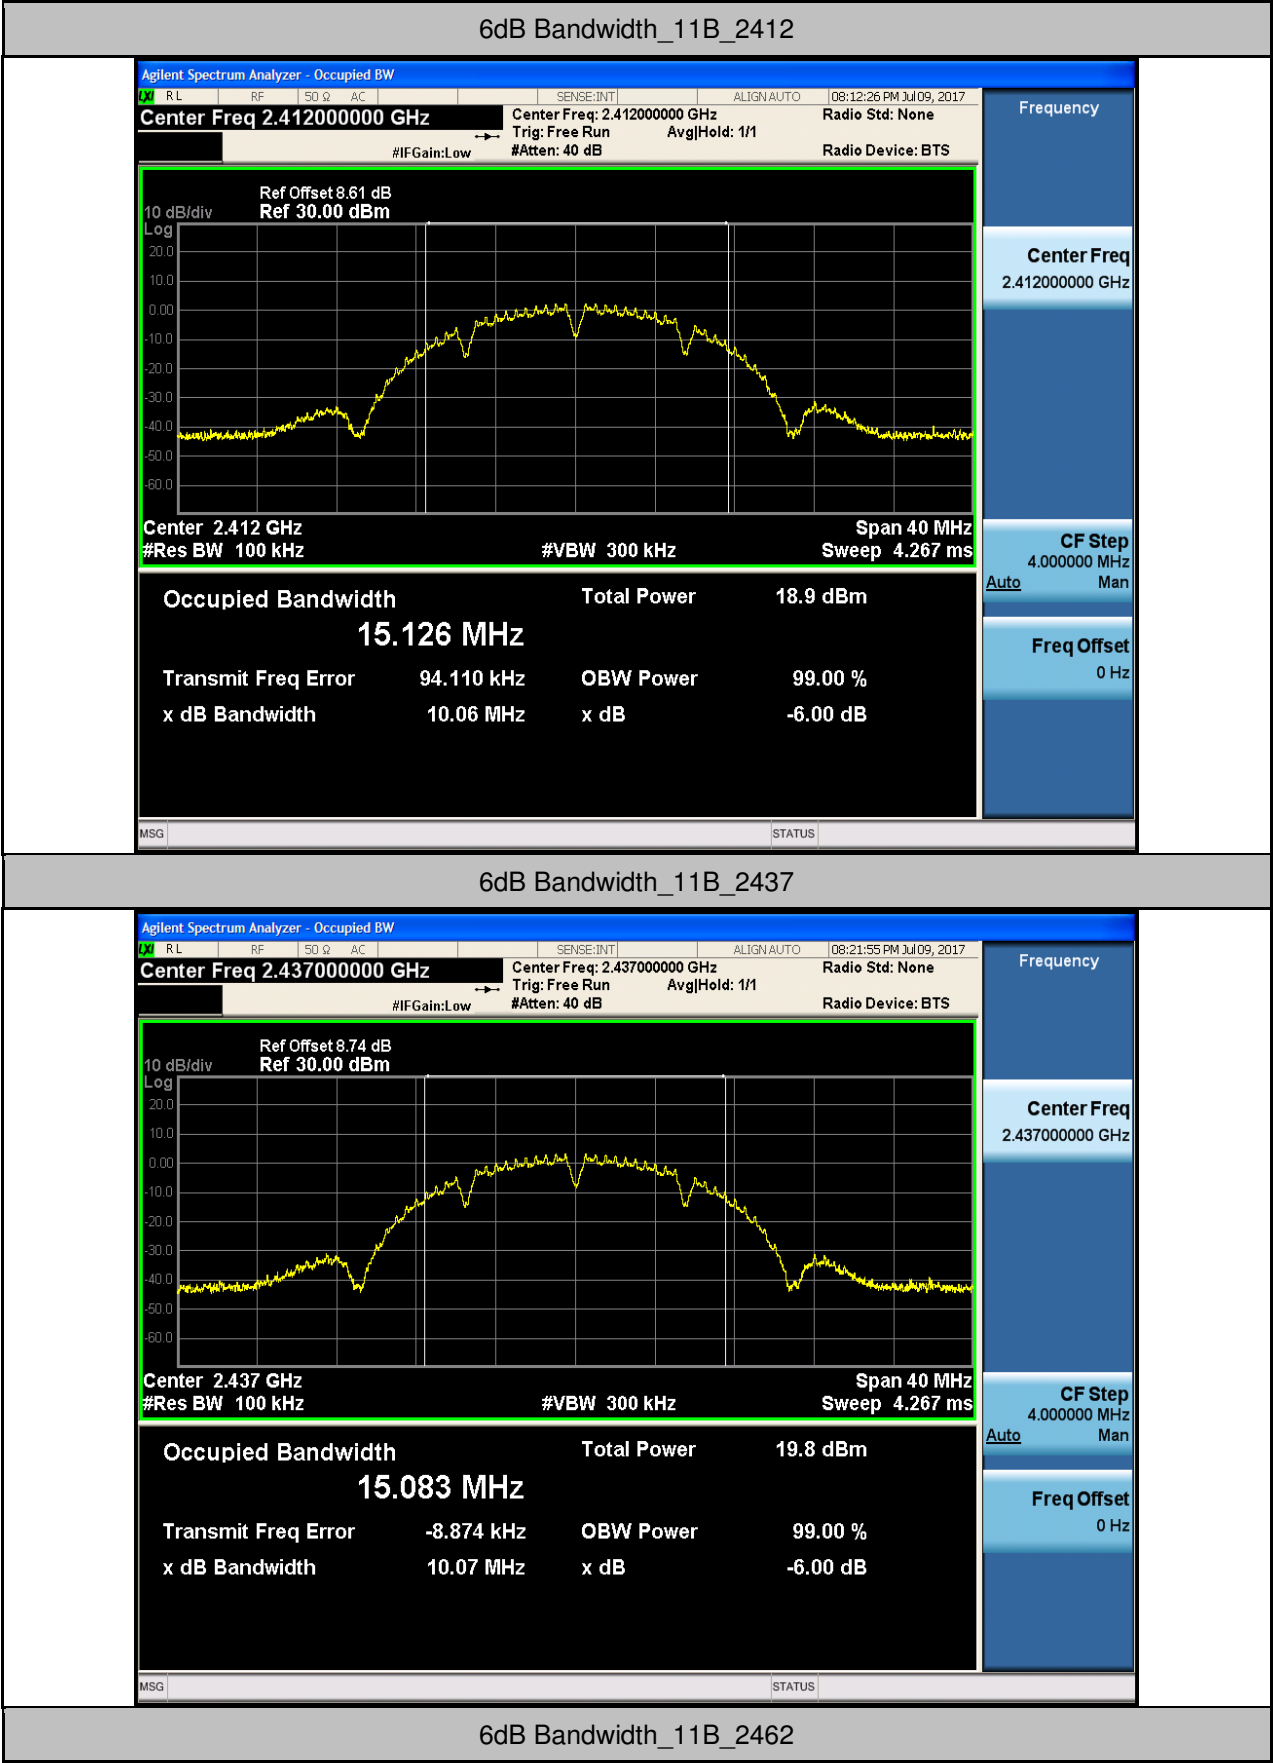 6dB Bandwidth_11B_2412
Agilent Spectrum Analyzer - Occupied BW
LXI RL RF 50 Ω AC SENSE:INT ALIGN AUTO 08:12:26 PM Jul 09, 2017
Center Freq 2.412000000 GHz
Center Freq: 2.412000000 GHz Radio Std: None
Trig: Free Run Avg|Hold: 1/1
#IFGain:Low #Atten: 40 dB Radio Device: BTS
Ref Offset 8.61 dB
10 dB/div Ref 30.00 dBm
Log
20.0
10.0
0.00
-10.0
-20.0
-30.0
-40.0
-50.0
-60.0
Center 2.412 GHz Span 40 MHz
#Res BW 100 kHz #VBW 300 kHz Sweep 4.267 ms
Occupied Bandwidth Total Power 18.9 dBm
15.126 MHz
Transmit Freq Error 94.110 kHz OBW Power 99.00 %
x dB Bandwidth 10.06 MHz x dB -6.00 dB
MSG STATUS
Frequency
Center Freq
2.412000000 GHz
CF Step
4.000000 MHz
Auto Man
Freq Offset
0 Hz
6dB Bandwidth_11B_2437
Agilent Spectrum Analyzer - Occupied BW
LXI RL RF 50 Ω AC SENSE:INT ALIGN AUTO 08:21:55 PM Jul 09, 2017
Center Freq 2.437000000 GHz
Center Freq: 2.437000000 GHz Radio Std: None
Trig: Free Run Avg|Hold: 1/1
#IFGain:Low #Atten: 40 dB Radio Device: BTS
Ref Offset 8.74 dB
10 dB/div Ref 30.00 dBm
Log
20.0
10.0
0.00
-10.0
-20.0
-30.0
-40.0
-50.0
-60.0
Center 2.437 GHz Span 40 MHz
#Res BW 100 kHz #VBW 300 kHz Sweep 4.267 ms
Occupied Bandwidth Total Power 19.8 dBm
15.083 MHz
Transmit Freq Error -8.874 kHz OBW Power 99.00 %
x dB Bandwidth 10.07 MHz x dB -6.00 dB
MSG STATUS
Frequency
Center Freq
2.437000000 GHz
CF Step
4.000000 MHz
Auto Man
Freq Offset
0 Hz
6dB Bandwidth_11B_2462